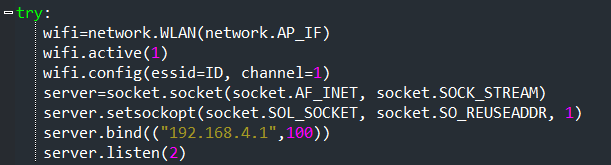 try:
    wifi=network.WLAN(network.AP_IF)
    wifi.active(1)
    wifi.config(essid=ID, channel=1)
    server=socket.socket(socket.AF_INET, socket.SOCK_STREAM)
    server.setsockopt(socket.SOL_SOCKET, socket.SO_REUSEADDR, 1)
    server.bind(("192.168.4.1",100))
    server.listen(2)